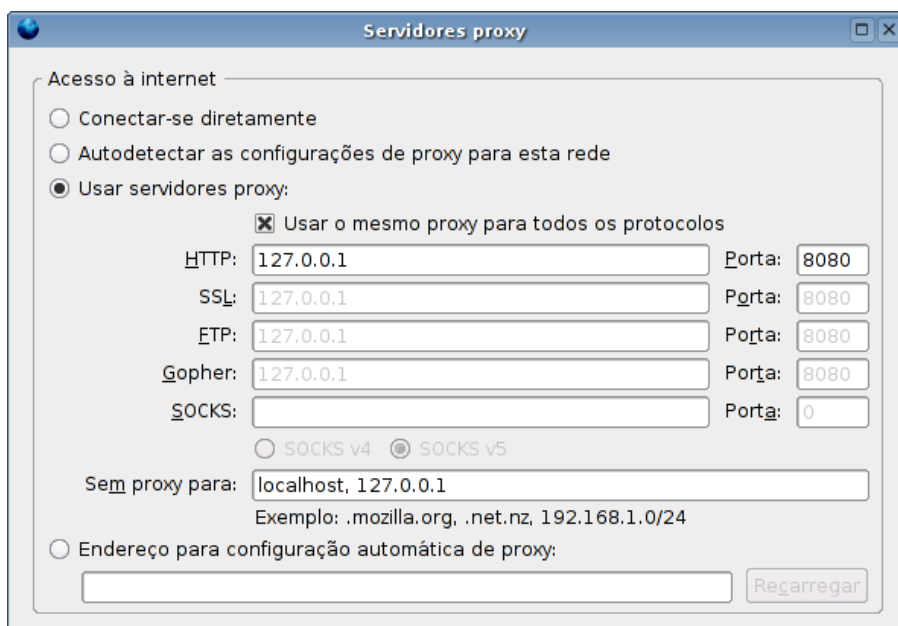 Servidores proxy
Acesso à internet
Conectar-se diretamente
Autodetectar as configurações de proxy para esta rede
Usar servidores proxy:
Usar o mesmo proxy para todos os protocolos
HTTP: 127.0.0.1 Porta: 8080
SSL: 127.0.0.1 Porta: 8080
FTP: 127.0.0.1 Porta: 8080
Gopher: 127.0.0.1 Porta: 8080
SOCKS: Porta: 0
SOCKS v4 SOCKS v5
Sem proxy para: localhost, 127.0.0.1
Exemplo: .mozilla.org, .net.nz, 192.168.1.0/24
Endereço para configuração automática de proxy:
Recarregar